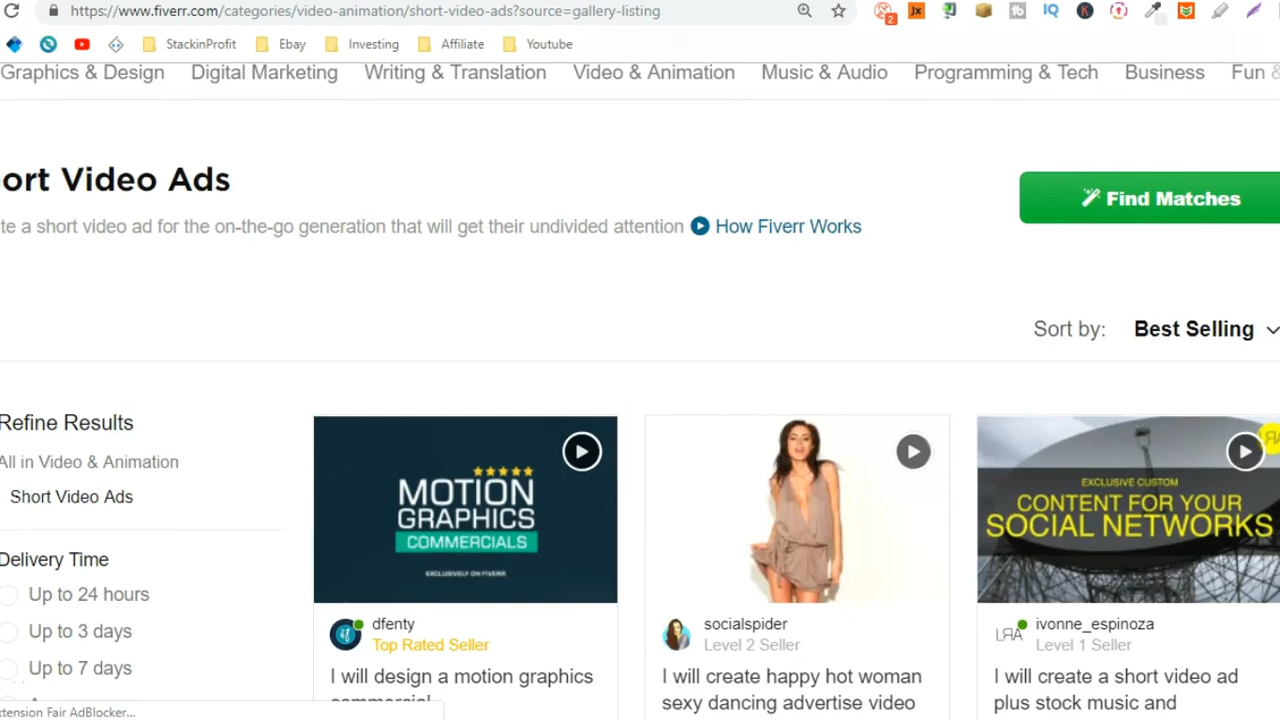 https://www.fiverr.com/categories/video-animation/short-video-ads?source=gallery-listing
2
Jx
tb
IQ
K
StackinProfit
Ebay
Investing
Affiliate
Youtube
Graphics & Design
Digital Marketing
Writing & Translation
Video & Animation
Music & Audio
Programming & Tech
Business
Fun &
ort Video Ads
te a short video ad for the on-the-go generation that will get their undivided attention
How Fiverr Works
Find Matches
Sort by: Best Selling
Refine Results
All in Video & Animation
Short Video Ads
Delivery Time
Up to 24 hours
Up to 3 days
Up to 7 days
MOTION
GRAPHICS
COMMERCIALS
EXCLUSIVELY ON FIVERR
dfenty
Top Rated Seller
I will design a motion graphics
commercial
socialspider
Level 2 Seller
I will create happy hot woman
sexy dancing advertise video
EXCLUSIVE CUSTOM
CONTENT FOR YOUR
SOCIAL NETWORKS
ivonne_espinoza
Level 1 Seller
I will create a short video ad
plus stock music and
xtension Fair AdBlocker...